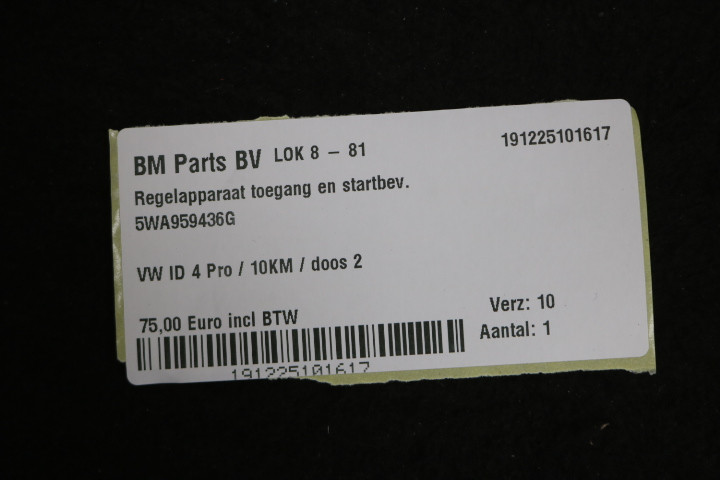 BM Parts BV LOK 8 – 81 191225101617
Regelapparaat toegang en startbev.
5WA959436G
VW ID 4 Pro / 10KM / doos 2
75,00 Euro incl BTW Verz: 10
Aantal: 1
191225101617